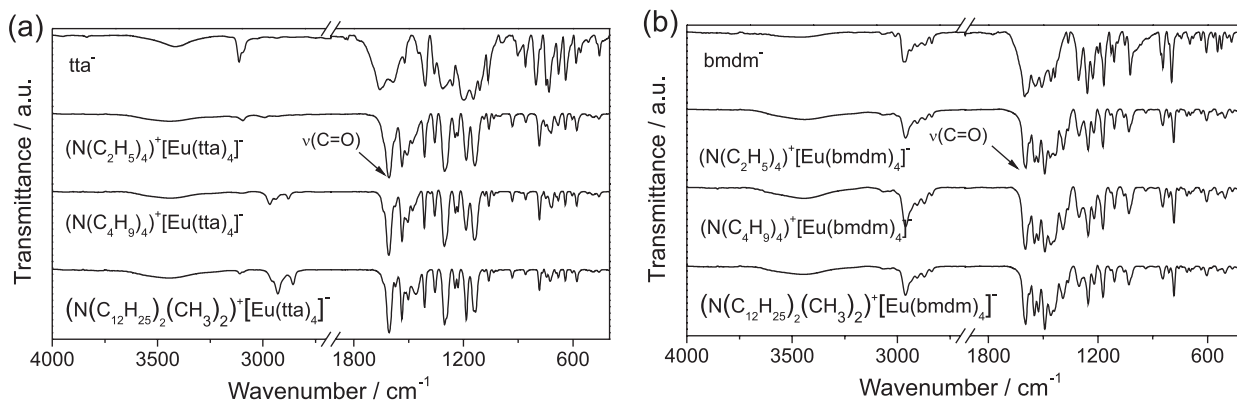 (a)
Transmittance / a.u.
tta⁻
ν(C=O)
(N(C₂H₅)₄)⁺[Eu(tta)₄]⁻
(N(C₄H₉)₄)⁺[Eu(tta)₄]⁻
(N(C₁₂H₂₅)₂(CH₃)₂)⁺[Eu(tta)₄]⁻
4000 3500 3000 1800 1200 600
Wavenumber / cm⁻¹
(b)
Transmittance / a.u.
bmdm⁻
ν(C=O)
(N(C₂H₅)₄)⁺[Eu(bmdm)₄]⁻
(N(C₄H₉)₄)⁺[Eu(bmdm)₄]⁻
(N(C₁₂H₂₅)₂(CH₃)₂)⁺[Eu(bmdm)₄]⁻
4000 3500 3000 1800 1200 600
Wavenumber / cm⁻¹